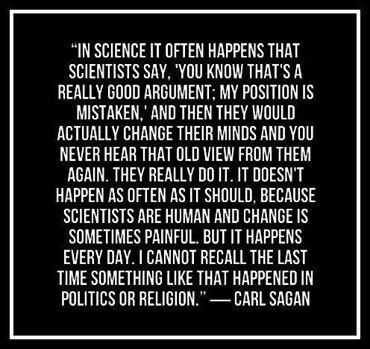 “IN SCIENCE IT OFTEN HAPPENS THAT
SCIENTISTS SAY, 'YOU KNOW THAT'S A
REALLY GOOD ARGUMENT; MY POSITION IS
MISTAKEN,' AND THEN THEY WOULD
ACTUALLY CHANGE THEIR MINDS AND YOU
NEVER HEAR THAT OLD VIEW FROM THEM
AGAIN. THEY REALLY DO IT. IT DOESN'T
HAPPEN AS OFTEN AS IT SHOULD, BECAUSE
SCIENTISTS ARE HUMAN AND CHANGE IS
SOMETIMES PAINFUL. BUT IT HAPPENS
EVERY DAY. I CANNOT RECALL THE LAST
TIME SOMETHING LIKE THAT HAPPENED IN
POLITICS OR RELIGION.” — CARL SAGAN